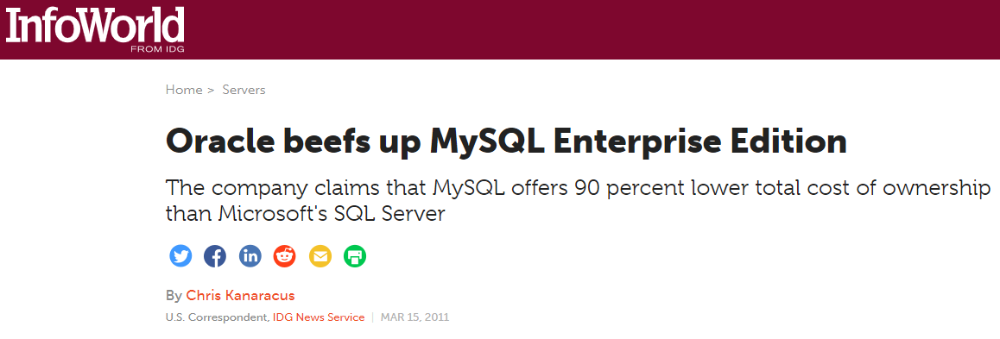 InfoWorld
FROM IDG
Home > Servers
Oracle beefs up MySQL Enterprise Edition
The company claims that MySQL offers 90 percent lower total cost of ownership
than Microsoft's SQL Server
By Chris Kanaracus
U.S. Correspondent, IDG News Service | MAR 15, 2011